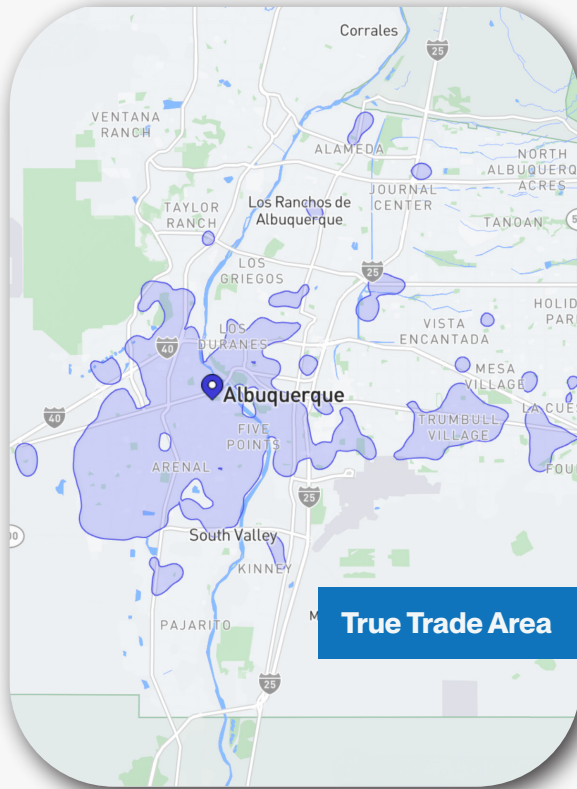 Corrales
25
VENTANA
RANCH
ALAMEDA
NORTH
ALBUQUERQ
ACRES
JOURNAL
CENTER
TAYLOR
RANCH
Los Ranchos de
Albuquerque
TANOAN
LOS
GRIEGOS
25
HOLID
PAR
LOS
DURANES
VISTA
ENCANTADA
40
MESA
VILLAGE
Albuquerque
40
LA CUES
TRUMBULL
VILLAGE
FIVE
POINTS
ARENAL
FOU
25
South Valley
KINNEY
M
True Trade Area
PAJARITO
25